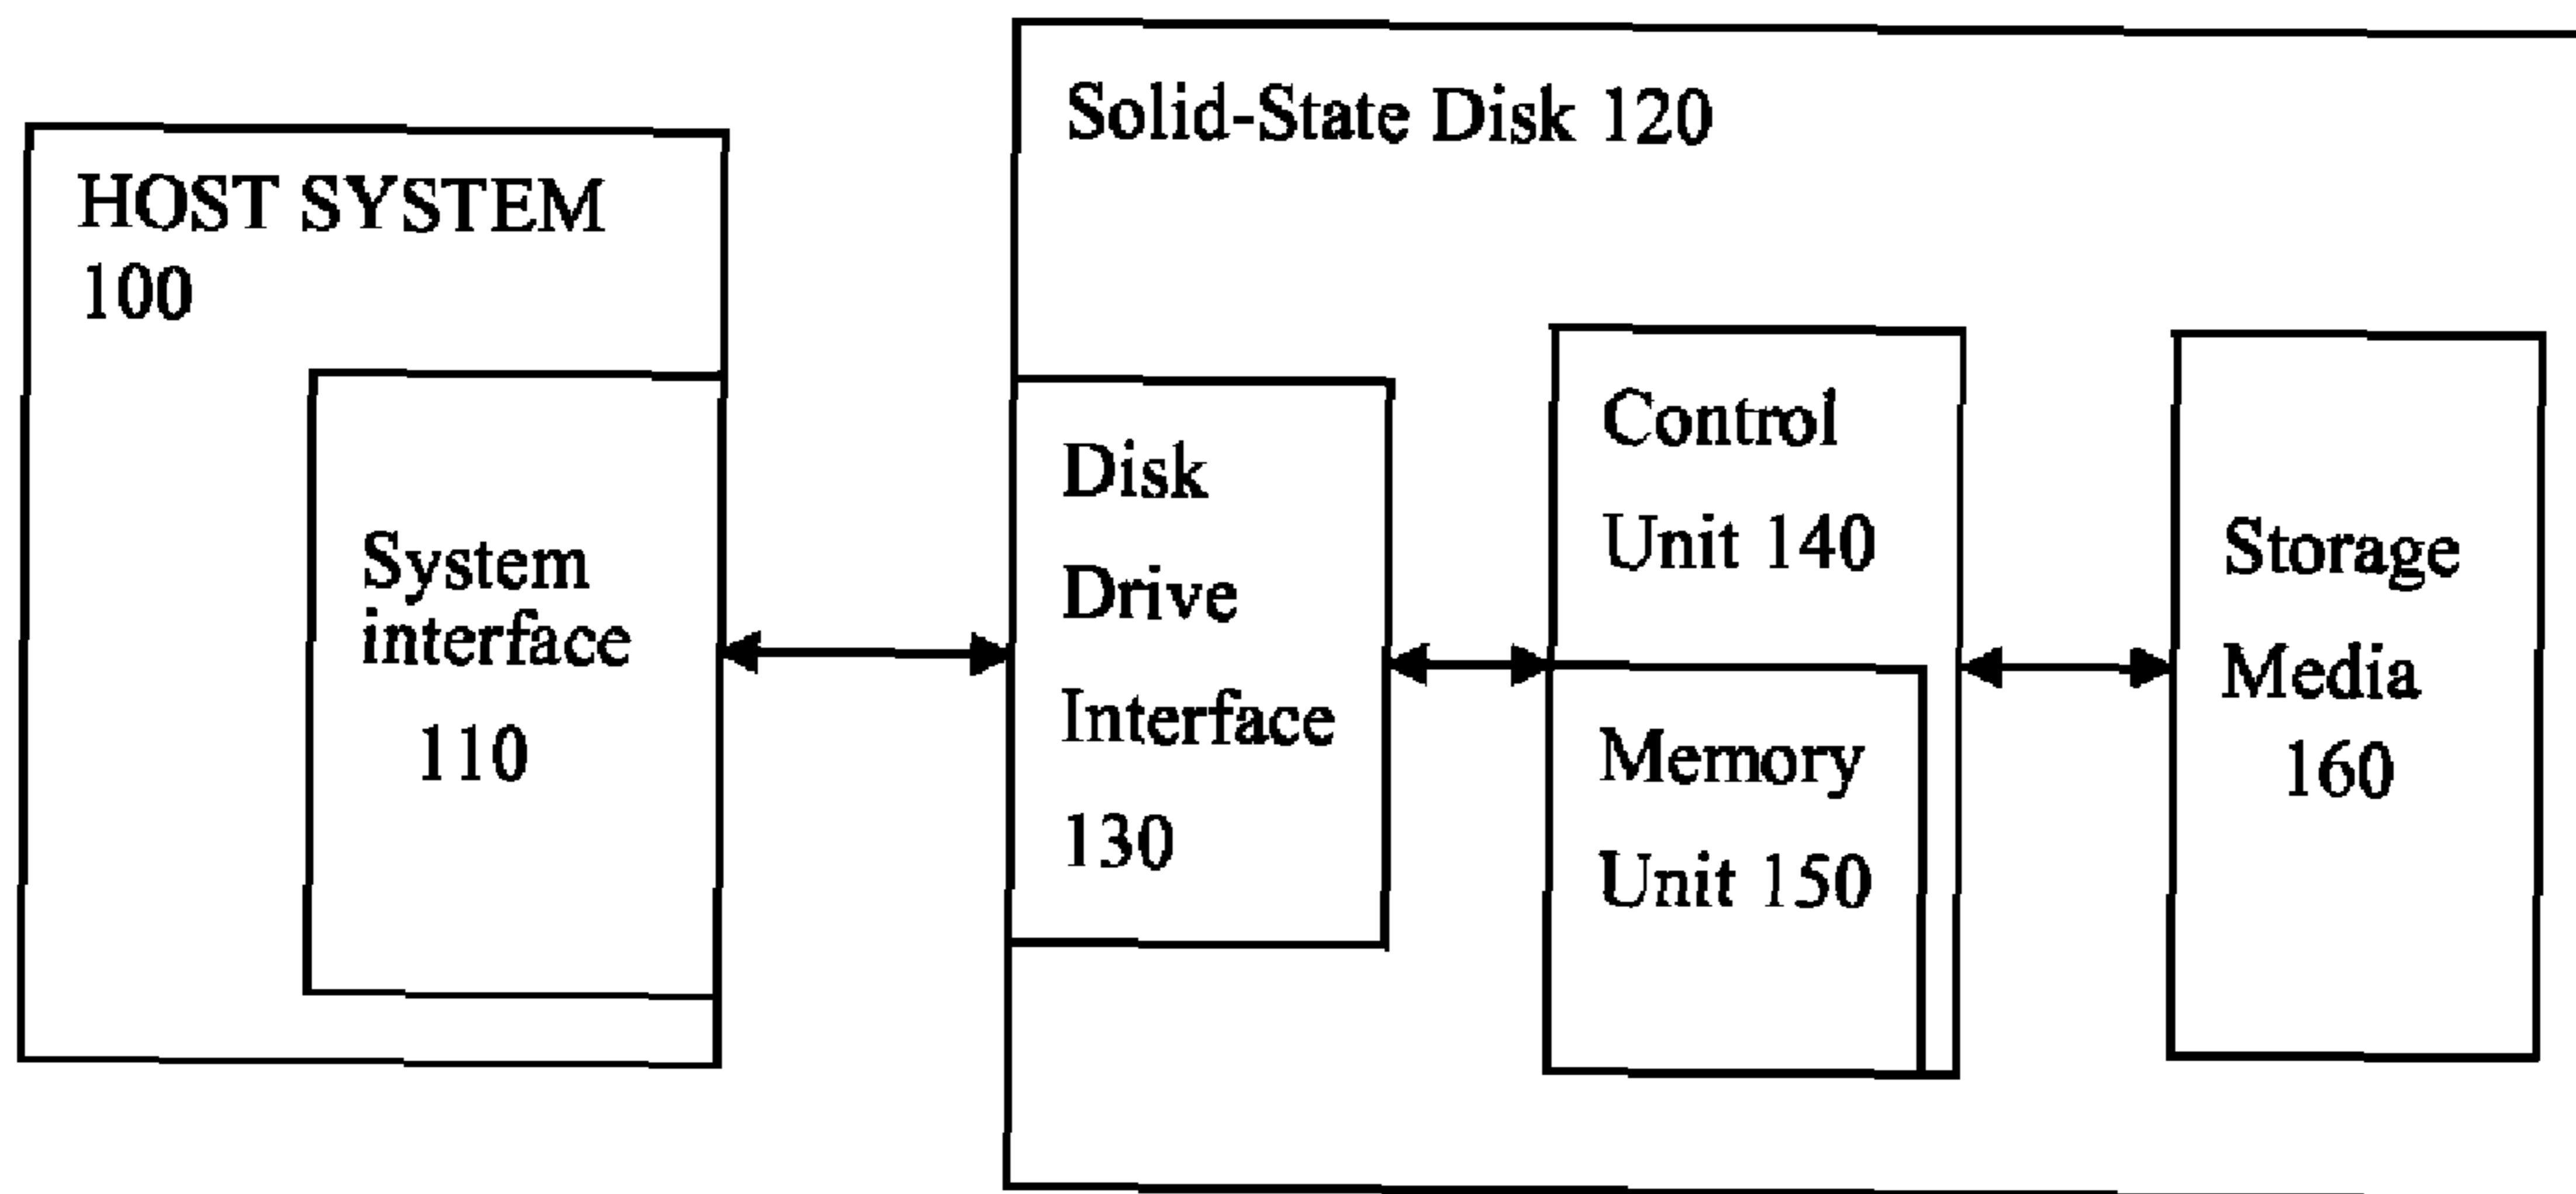 HOST SYSTEM
100
System
interface
110
Solid-State Disk 120
Disk
Drive
Interface
130
Control
Unit 140
Memory
Unit 150
Storage
Media
160